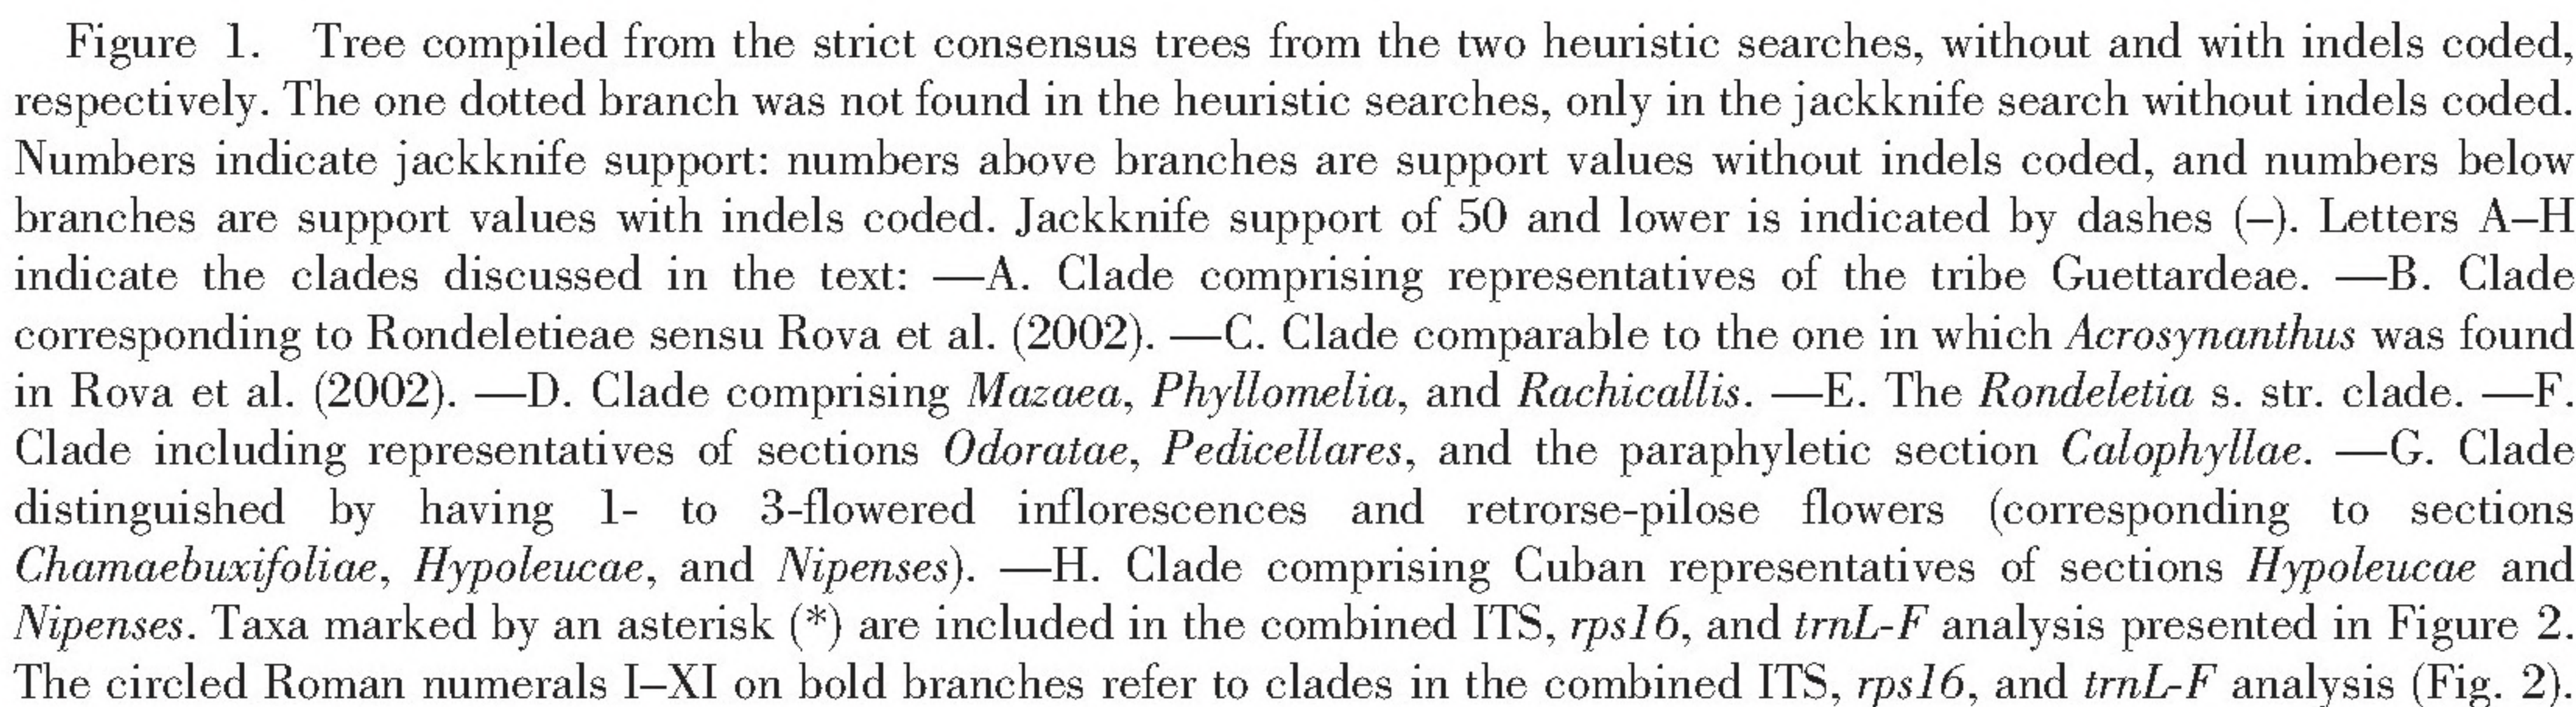 Figure 1. Tree compiled from the strict consensus trees from the two heuristic searches, without and with indels coded,
respectively. The one dotted branch was not found in the heuristic searches, only in the jackknife search without indels coded.
Numbers indicate jackknife support: numbers above branches are support values without indels coded, and numbers below
branches are support values with indels coded. Jackknife support of 50 and lower is indicated by dashes (–). Letters A–H
indicate the clades discussed in the text: —A. Clade comprising representatives of the tribe Guettardeae. —B. Clade
corresponding to Rondeletieae sensu Rova et al. (2002). —C. Clade comparable to the one in which Acrosynanthus was found
in Rova et al. (2002). —D. Clade comprising Mazaea, Phyllomelia, and Rachicallis. —E. The Rondeletia s. str. clade. —F.
Clade including representatives of sections Odoratae, Pedicellares, and the paraphyletic section Calophyllae. —G. Clade
distinguished by having 1- to 3-flowered inflorescences and retrorse-pilose flowers (corresponding to sections
Chamaebuxifoliae, Hypoleucae, and Nipenses). —H. Clade comprising Cuban representatives of sections Hypoleucae and
Nipenses. Taxa marked by an asterisk (*) are included in the combined ITS, rps16, and trnL-F analysis presented in Figure 2.
The circled Roman numerals I–XI on bold branches refer to clades in the combined ITS, rps16, and trnL-F analysis (Fig. 2).